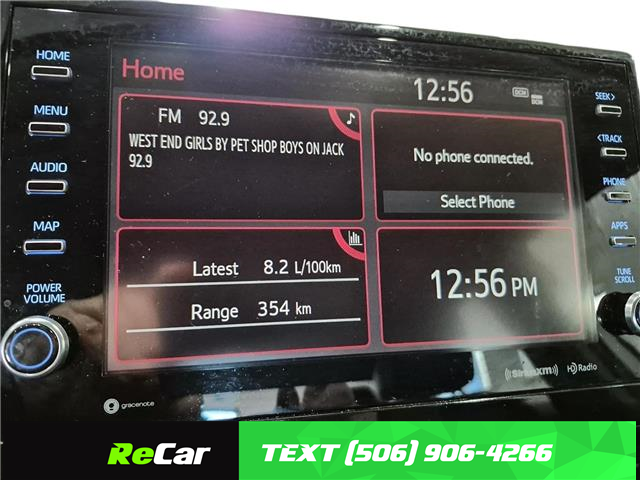 HOME
MENU
AUDIO
MAP
POWER
VOLUME
Home
12:56
DCM
DCM
FM 92.9
WEST END GIRLS BY PET SHOP BOYS ON JACK
92.9
No phone connected.
Select Phone
Latest 8.2 L/100km
Range 354 km
12:56 PM
SEEK>
<TRACK
PHONE
APPS
TUNE
SCROLL
gracenote
((SiriusXM))
HD Radio
ReCar
TEXT (506) 906-4266